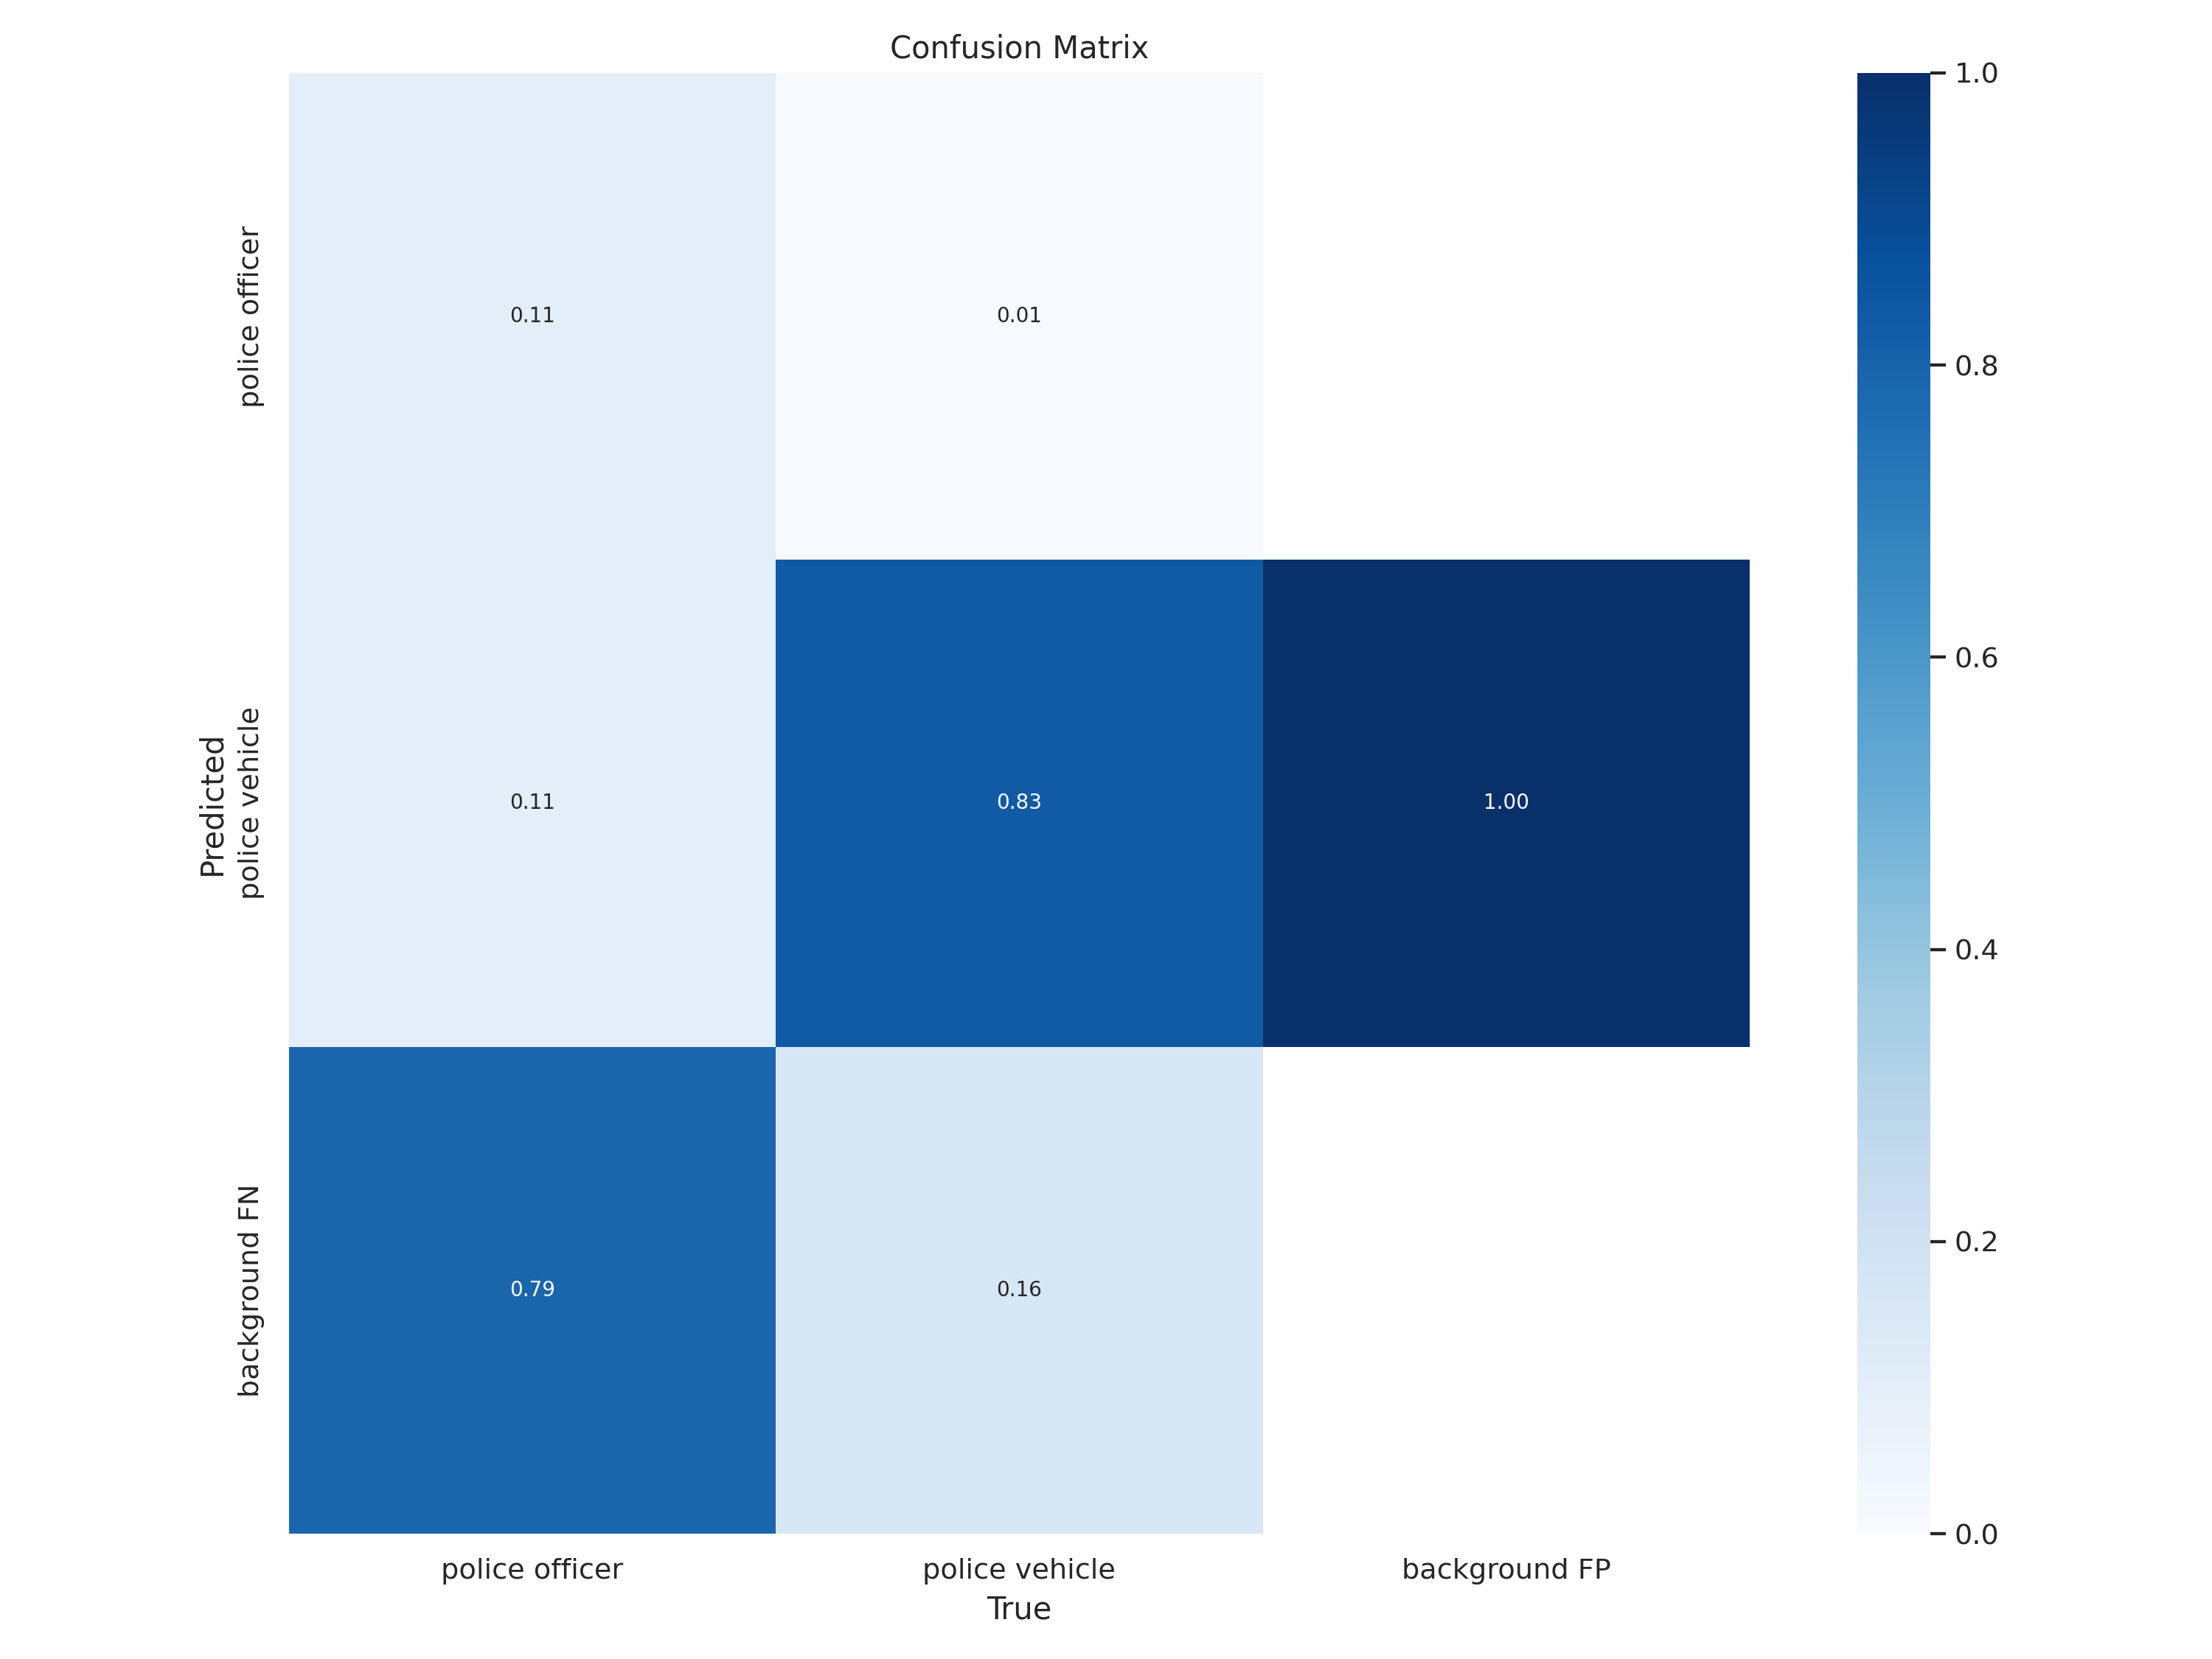 Confusion Matrix
police officer
0.11
0.01
police vehicle
0.11
0.83
1.00
background FN
0.79
0.16
Predicted
police officer
police vehicle
background FP
True
1.0
0.8
0.6
0.4
0.2
0.0